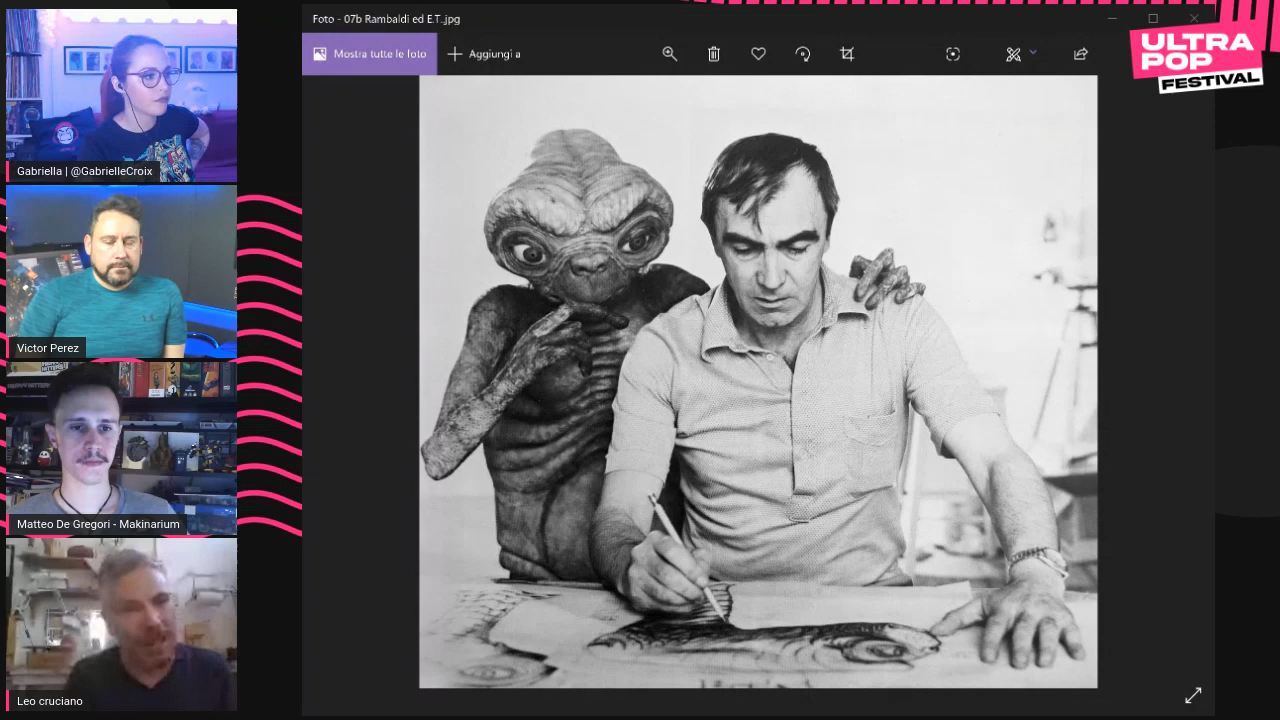 Foto - 07b Rambaldi ed E.T..jpg
Mostra tutte le foto
Aggiungi a
ULTRA
POP
FESTIVAL
Gabriella | @GabrielleCroix
Victor Perez
Matteo De Gregori - Makinarium
Leo cruciano